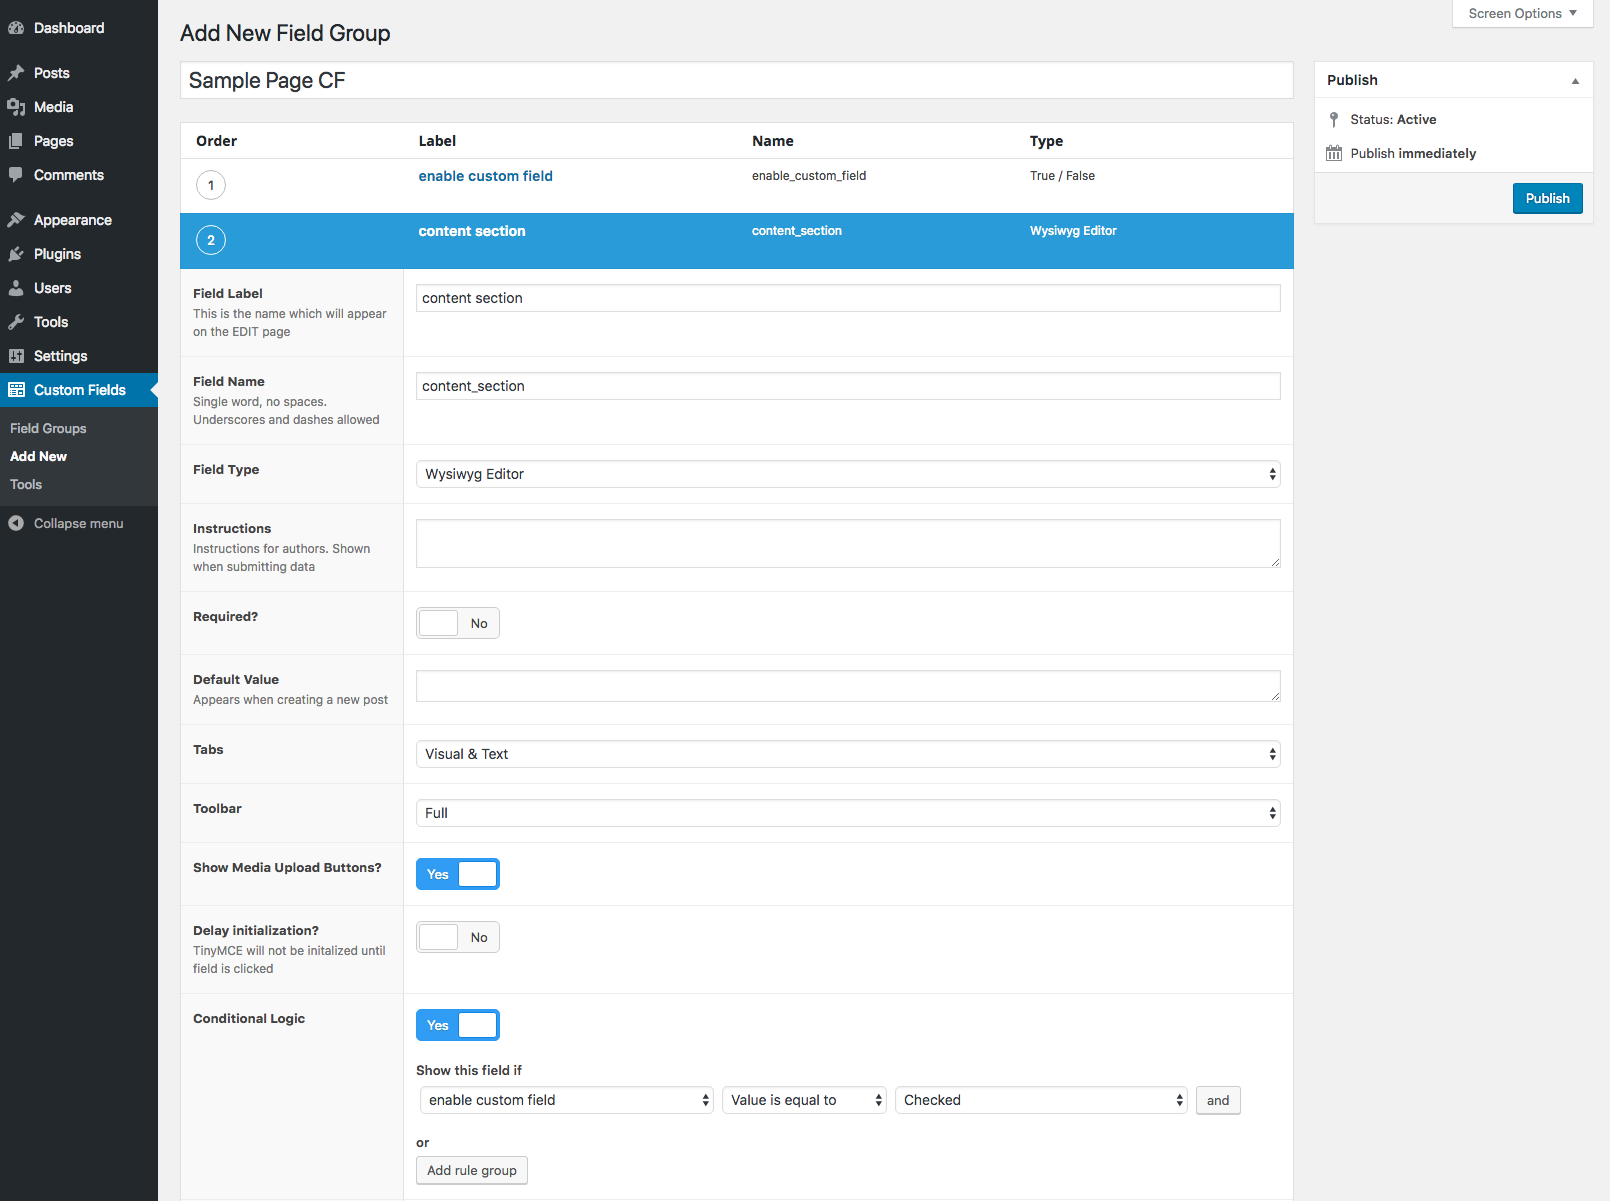 Dashboard
Posts
Media
Pages
Comments
Appearance
Plugins
Users
Tools
Settings
Custom Fields
Field Groups
Add New
Tools
Collapse menu
Screen Options
Add New Field Group
Sample Page CF
Order Label Name Type
1 enable custom field enable_custom_field True / False
2 content section content_section Wysiwyg Editor
Field Label
This is the name which will appear
on the EDIT page
content section
Field Name
Single word, no spaces.
Underscores and dashes allowed
content_section
Field Type
Wysiwyg Editor
Instructions
Instructions for authors. Shown
when submitting data
Required?
No
Default Value
Appears when creating a new post
Tabs
Visual & Text
Toolbar
Full
Show Media Upload Buttons?
Yes
Delay initialization?
TinyMCE will not be initalized until
field is clicked
No
Conditional Logic
Yes
Show this field if
enable custom field Value is equal to Checked and
or
Add rule group
Publish
Status: Active
Publish immediately
Publish